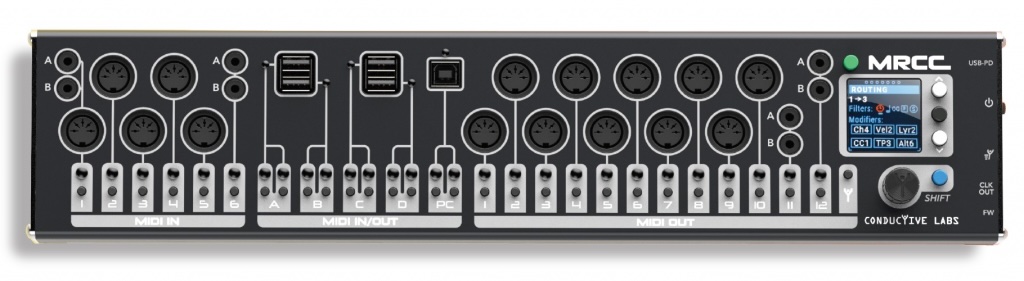 A
B
A
B
A
B
A
B
MRCC
USB-PD
ROUTING
1→3
Filters:
Modifiers:
Ch4 Vel2 Lyr2
CC1 TP3 Alt6
CLK OUT
SHIFT
FW
1 2 3 4 5 6
A B C D PC
1 2 3 4 5 6 7 8 9 10 11 12
MIDI IN
MIDI IN/OUT
MIDI OUT
CONDUCTIVE LABS